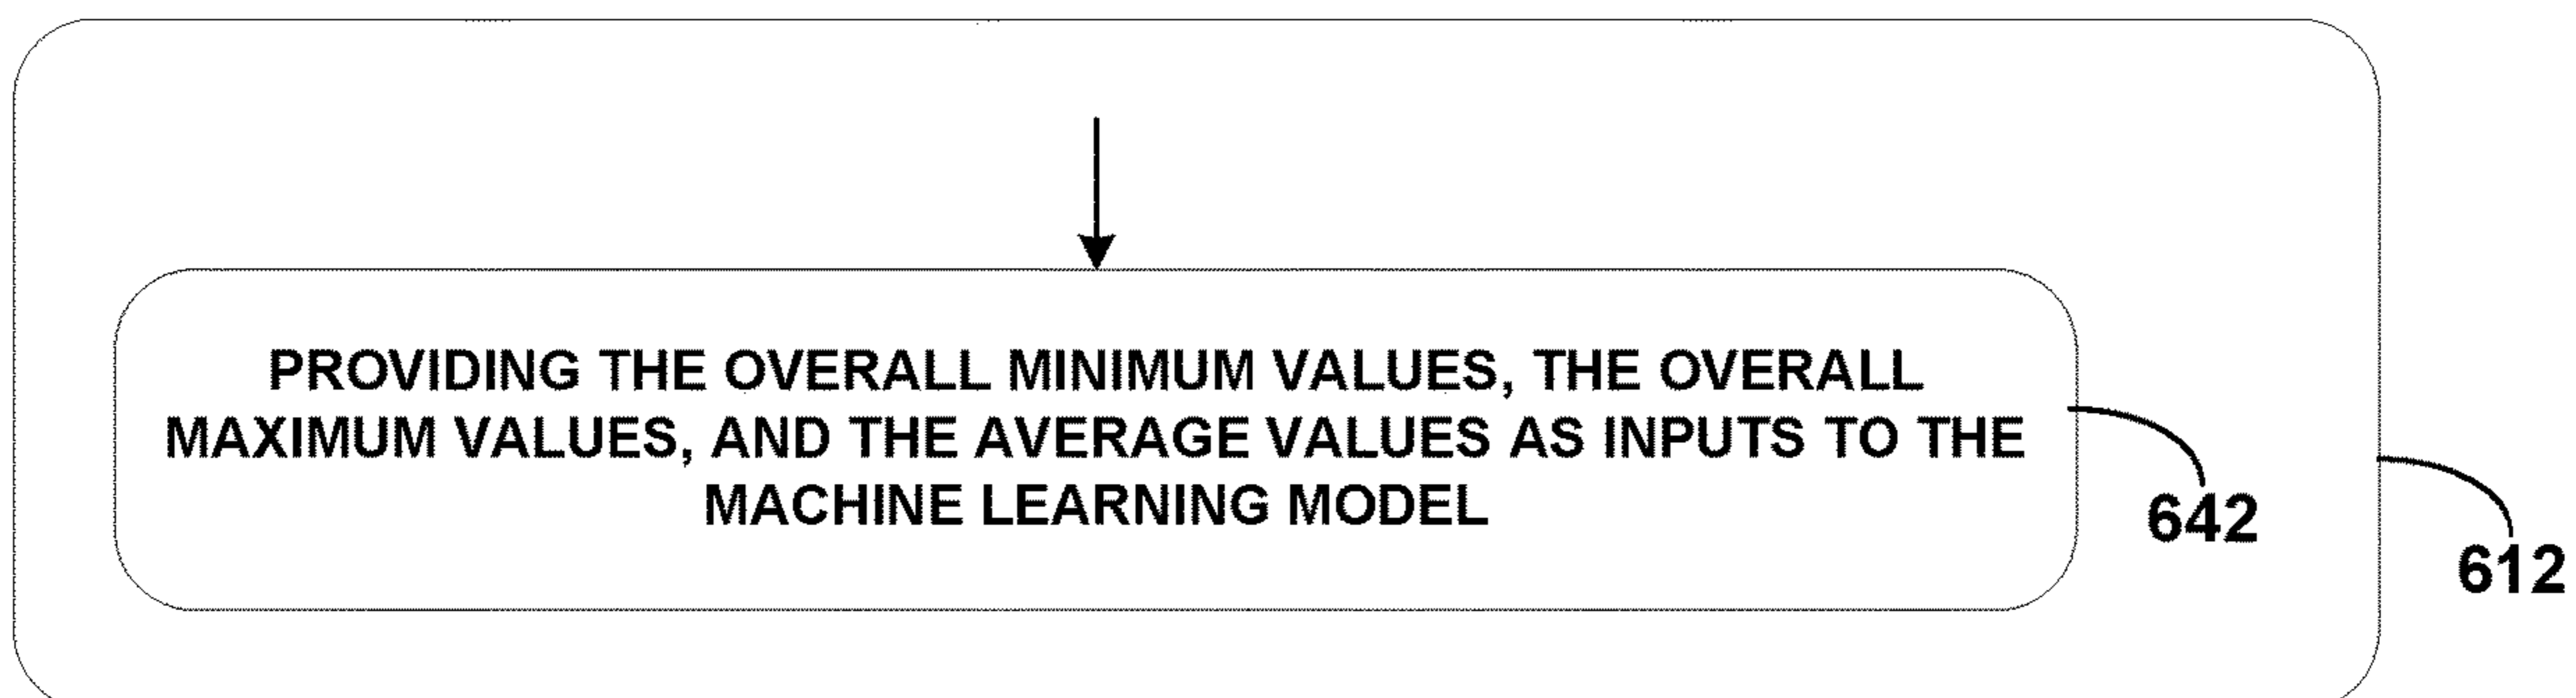 PROVIDING THE OVERALL MINIMUM VALUES, THE OVERALL
MAXIMUM VALUES, AND THE AVERAGE VALUES AS INPUTS TO THE
MACHINE LEARNING MODEL
642
612